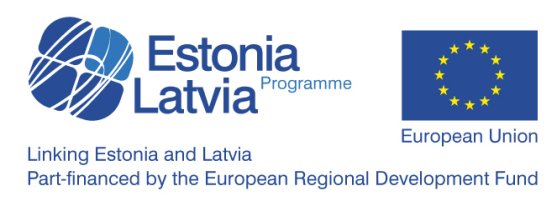 Estonia
Latvia Programme
European Union
Linking Estonia and Latvia
Part-financed by the European Regional Development Fund